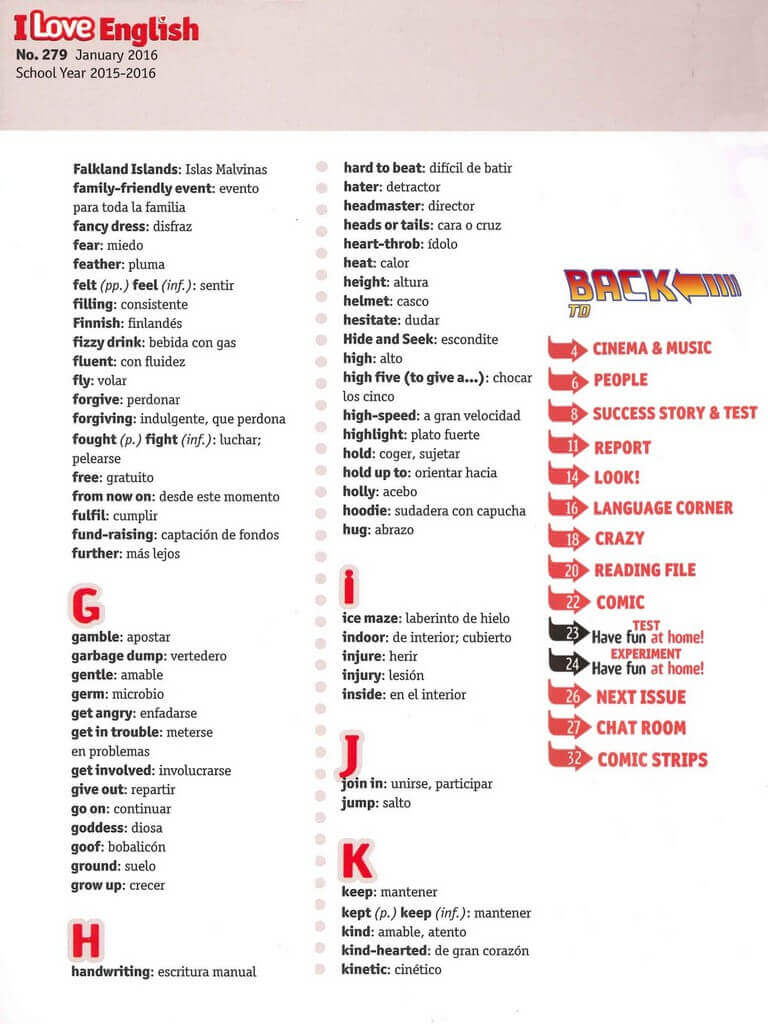 I Love English
No. 279 January 2016
School Year 2015-2016
Falkland Islands: Islas Malvinas
family-friendly event: evento
para toda la familia
fancy dress: disfraz
fear: miedo
feather: pluma
felt (pp.) feel (inf.): sentir
filling: consistente
Finnish: finlandés
fizzy drink: bebida con gas
fluent: con fluidez
fly: volar
forgive: perdonar
forgiving: indulgente, que perdona
fought (p.) fight (inf.): luchar;
pelearse
free: gratuito
from now on: desde este momento
fulfil: cumplir
fund-raising: captación de fondos
further: más lejos
G
gamble: apostar
garbage dump: vertedero
gentle: amable
germ: microbio
get angry: enfadarse
get in trouble: meterse
en problemas
get involved: involucrarse
give out: repartir
go on: continuar
goddess: diosa
goof: bobalicón
ground: suelo
grow up: crecer
H
handwriting: escritura manual
hard to beat: difícil de batir
hater: detractor
headmaster: director
heads or tails: cara o cruz
heart-throb: ídolo
heat: calor
height: altura
helmet: casco
hesitate: dudar
Hide and Seek: escondite
high: alto
high five (to give a...): chocar
los cinco
high-speed: a gran velocidad
highlight: plato fuerte
hold: coger, sujetar
hold up to: orientar hacia
holly: acebo
hoodie: sudadera con capucha
hug: abrazo
i
ice maze: laberinto de hielo
indoor: de interior; cubierto
injure: herir
injury: lesión
inside: en el interior
J
join in: unirse, participar
jump: salto
K
keep: mantener
kept (p.) keep (inf.): mantener
kind: amable, atento
kind-hearted: de gran corazón
kinetic: cinético
BACK
TO
4 CINEMA & MUSIC
6 PEOPLE
8 SUCCESS STORY & TEST
11 REPORT
14 LOOK!
16 LANGUAGE CORNER
18 CRAZY
20 READING FILE
22 COMIC
TEST
23 Have fun at home!
EXPERIMENT
24 Have fun at home!
26 NEXT ISSUE
27 CHAT ROOM
32 COMIC STRIPS